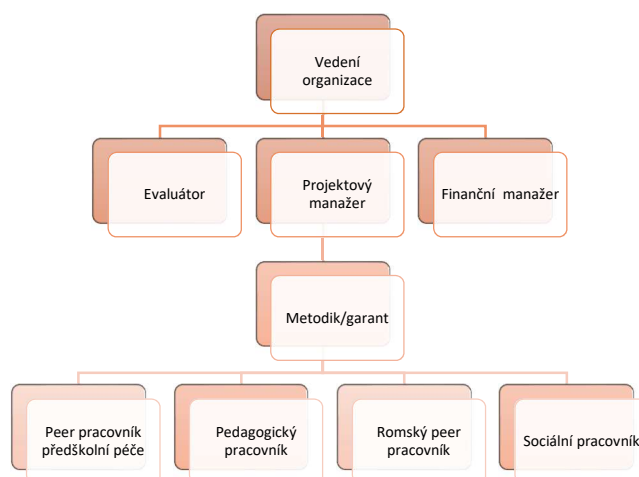 Vedení
organizace
Evaluátor
Projektový
manažer
Finanční manažer
Metodik/garant
Peer pracovník
předškolní péče
Pedagogický
pracovník
Romský peer
pracovník
Sociální pracovník